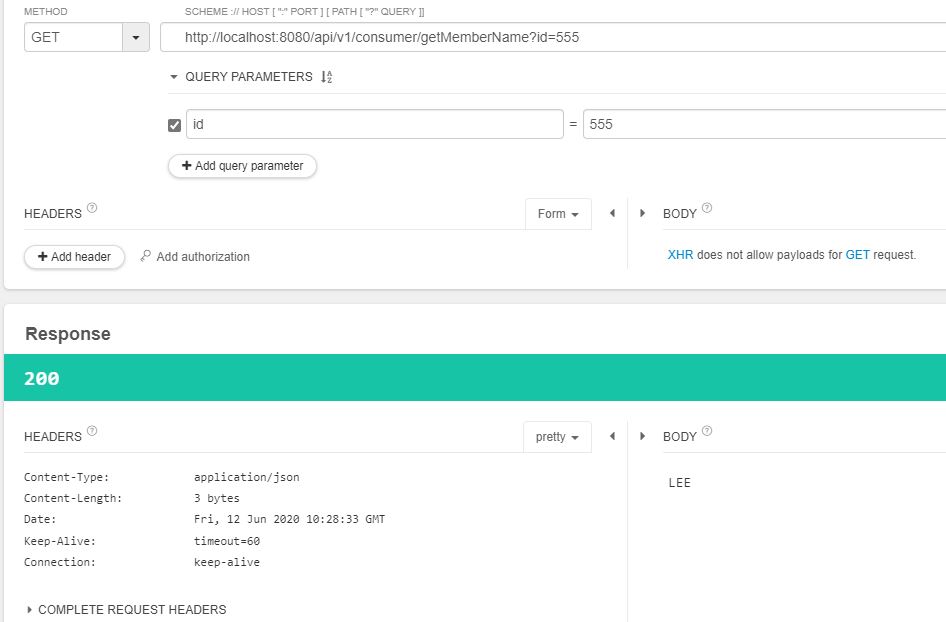 METHOD SCHEME :// HOST [ ":" PORT ] [ PATH [ "?" QUERY ]]
GET http://localhost:8080/api/v1/consumer/getMemberName?id=555
QUERY PARAMETERS
id = 555
Add query parameter
HEADERS ? Form BODY ?
Add header Add authorization XHR does not allow payloads for GET request.
Response
200
HEADERS ? pretty BODY ?
Content-Type: application/json LEE
Content-Length: 3 bytes
Date: Fri, 12 Jun 2020 10:28:33 GMT
Keep-Alive: timeout=60
Connection: keep-alive
COMPLETE REQUEST HEADERS